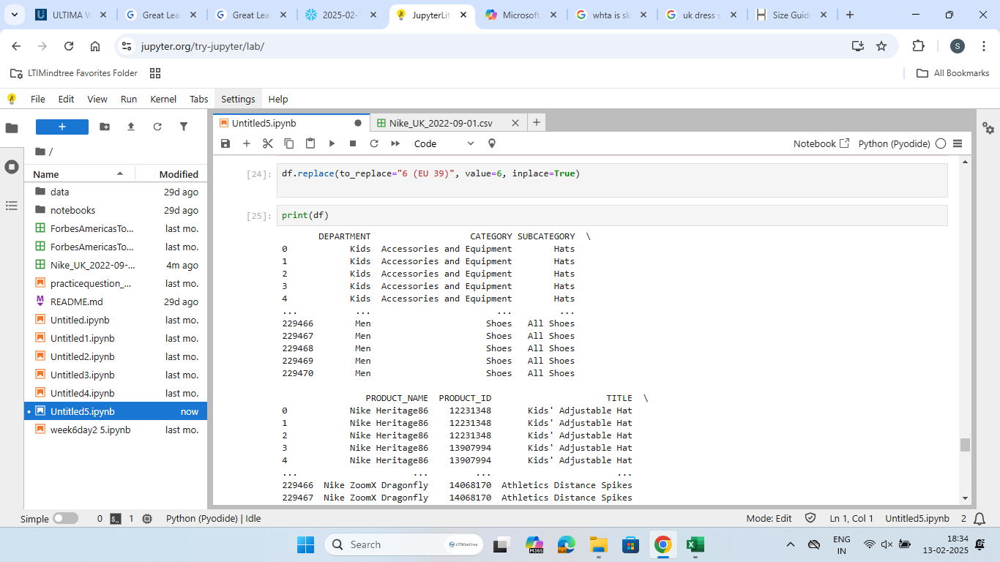 ULTIMA W
Great Lea
Great Lea
2025-02-
JupyterLit
Microsoft
whta is sk
uk dress s
Size Guid
jupyter.org/try-jupyter/lab/
S
LTIMindtree Favorites Folder
All Bookmarks
File Edit View Run Kernel Tabs Settings Help
Untitled5.ipynb
Nike_UK_2022-09-01.csv
Code
Notebook
Python (Pyodide)
/
Name Modified
data 29d ago
notebooks 29d ago
ForbesAmericasTo... last mo.
ForbesAmericasTo... last mo.
Nike_UK_2022-09-... 4m ago
practicequestion_... last mo.
README.md 29d ago
Untitled.ipynb last mo.
Untitled1.ipynb last mo.
Untitled2.ipynb last mo.
Untitled3.ipynb last mo.
Untitled4.ipynb last mo.
Untitled5.ipynb now
week6day2 5.ipynb last mo.
[24]: df.replace(to_replace="6 (EU 39)", value=6, inplace=True)
[25]: print(df)
DEPARTMENT CATEGORY SUBCATEGORY \
0 Kids Accessories and Equipment Hats
1 Kids Accessories and Equipment Hats
2 Kids Accessories and Equipment Hats
3 Kids Accessories and Equipment Hats
4 Kids Accessories and Equipment Hats
... ... ... ...
229466 Men Shoes All Shoes
229467 Men Shoes All Shoes
229468 Men Shoes All Shoes
229469 Men Shoes All Shoes
229470 Men Shoes All Shoes
PRODUCT_NAME PRODUCT_ID TITLE \
0 Nike Heritage86 12231348 Kids' Adjustable Hat
1 Nike Heritage86 12231348 Kids' Adjustable Hat
2 Nike Heritage86 12231348 Kids' Adjustable Hat
3 Nike Heritage86 13907994 Kids' Adjustable Hat
4 Nike Heritage86 13907994 Kids' Adjustable Hat
... ... ... ...
229466 Nike ZoomX Dragonfly 14068170 Athletics Distance Spikes
229467 Nike ZoomX Dragonfly 14068170 Athletics Distance Spikes
Simple 0 1 Python (Pyodide) | Idle
Mode: Edit Ln 1, Col 1 Untitled5.ipynb 2
Search
LTIMindtree
M365
ENG
IN
18:34
13-02-2025